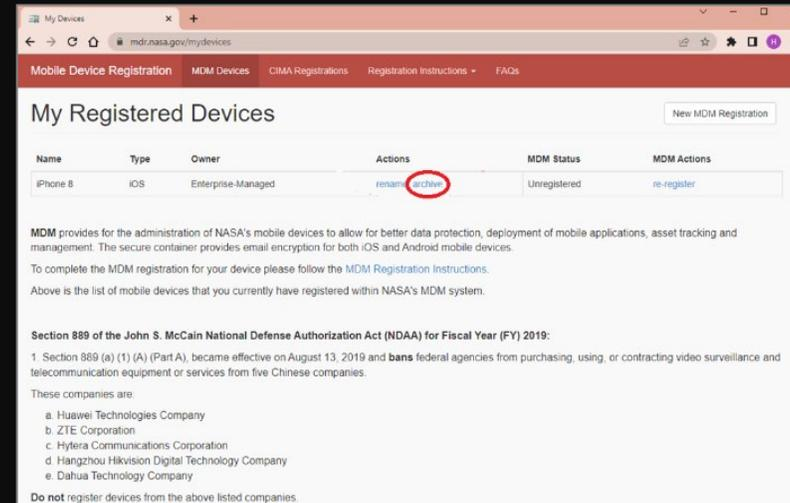 My Devices
mdr.nasa.gov/mydevices
H
Mobile Device Registration MDM Devices CIMA Registrations Registration Instructions FAQs
My Registered Devices
New MDM Registration
Name Type Owner Actions MDM Status MDM Actions
iPhone 8 iOS Enterprise-Managed rename archive Unregistered re-register
MDM provides for the administration of NASA's mobile devices to allow for better data protection, deployment of mobile applications, asset tracking and
management. The secure container provides email encryption for both iOS and Android mobile devices.
To complete the MDM registration for your device please follow the MDM Registration Instructions.
Above is the list of mobile devices that you currently have registered within NASA's MDM system.
Section 889 of the John S. McCain National Defense Authorization Act (NDAA) for Fiscal Year (FY) 2019:
1. Section 889 (a) (1) (A) (Part A), became effective on August 13, 2019 and bans federal agencies from purchasing, using, or contracting video surveillance and
telecommunication equipment or services from five Chinese companies.
These companies are:
a. Huawei Technologies Company
b. ZTE Corporation
c. Hytera Communications Corporation
d. Hangzhou Hikvision Digital Technology Company
e. Dahua Technology Company
Do not register devices from the above listed companies.